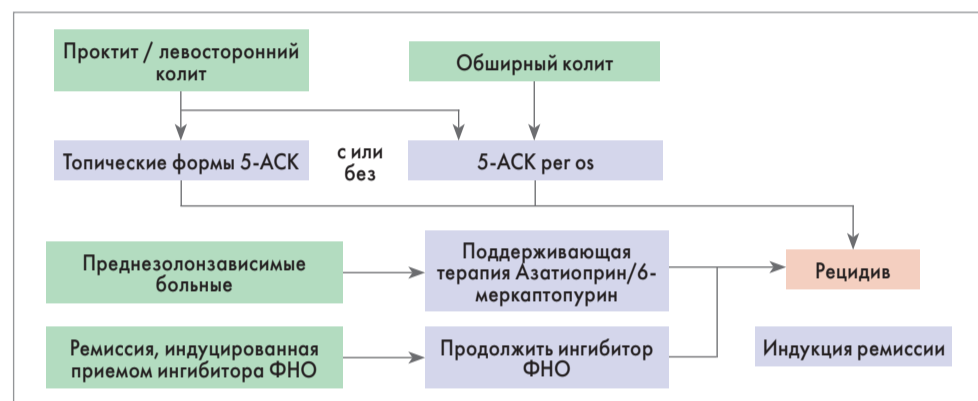 Проктит / левосторонний
колит
Обширный колит
Топические формы 5-АСК
с или
без
5-АСК per os
Преднезолонзависимые
больные
Поддерживающая
терапия Азатиоприн/6-
меркаптопурин
Рецидив
Ремиссия, индуцированная
приемом ингибитора ФНО
Продолжить ингибитор
ФНО
Индукция ремиссии